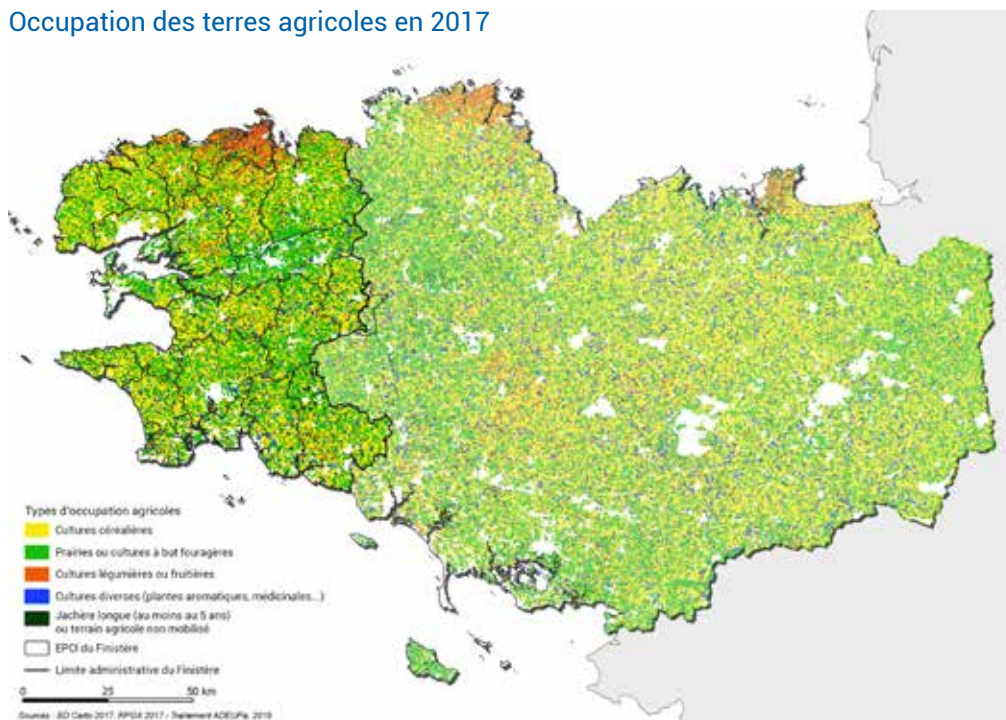 Occupation des terres agricoles en 2017
Types d'occupation agricoles
Cultures céréalières
Prairies ou cultures à but fouragères
Cultures légumières ou fruitières
Cultures diverses (plantes aromatiques, médicinales...)
Jachère longue (au moins au 5 ans)
ou terrain agricole non mobilisé
EPCI du Finistère
Limite administrative du Finistère
0 25 50 km
Sources : BD Carto 2017, RPGA 2017 - Traitement ADEUPa, 2019